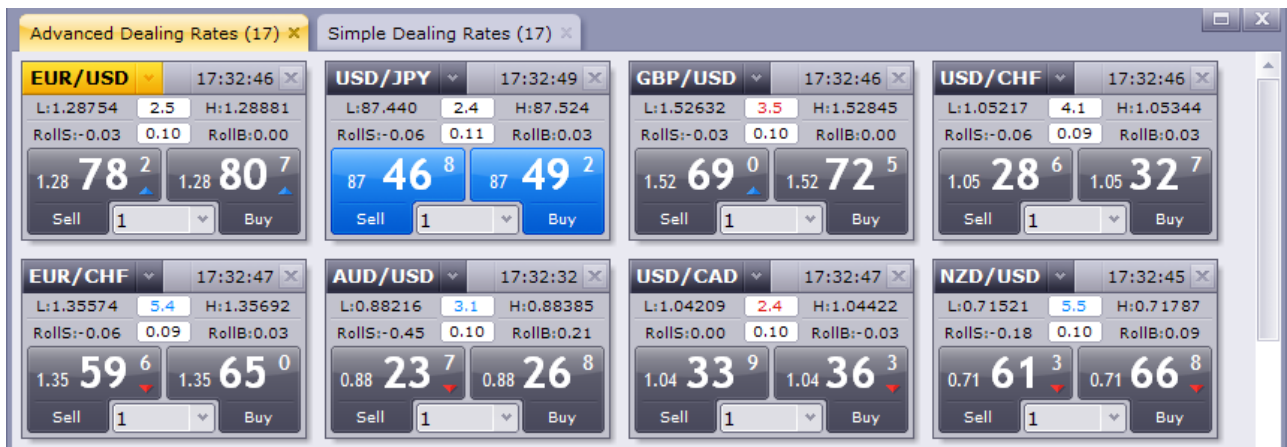 Advanced Dealing Rates (17) Simple Dealing Rates (17)
EUR/USD 17:32:46 USD/JPY 17:32:49 GBP/USD 17:32:46 USD/CHF 17:32:46
L:1.28754 2.5 H:1.28881 L:87.440 2.4 H:87.524 L:1.52632 3.5 H:1.52845 L:1.05217 4.1 H:1.05344
RollS:-0.03 0.10 RollB:0.00 RollS:-0.06 0.11 RollB:0.03 RollS:-0.03 0.10 RollB:0.00 RollS:-0.06 0.09 RollB:0.03
1.28 78 2 1.28 80 7 87 46 8 87 49 2 1.52 69 0 1.52 72 5 1.05 28 6 1.05 32 7
Sell 1 Buy Sell 1 Buy Sell 1 Buy Sell 1 Buy
EUR/CHF 17:32:47 AUD/USD 17:32:32 USD/CAD 17:32:47 NZD/USD 17:32:45
L:1.35574 5.4 H:1.35692 L:0.88216 3.1 H:0.88385 L:1.04209 2.4 H:1.04422 L:0.71521 5.5 H:0.71787
RollS:-0.06 0.09 RollB:0.03 RollS:-0.45 0.10 RollB:0.21 RollS:0.00 0.10 RollB:-0.03 RollS:-0.18 0.10 RollB:0.09
1.35 59 6 1.35 65 0 0.88 23 7 0.88 26 8 1.04 33 9 1.04 36 3 0.71 61 3 0.71 66 8
Sell 1 Buy Sell 1 Buy Sell 1 Buy Sell 1 Buy